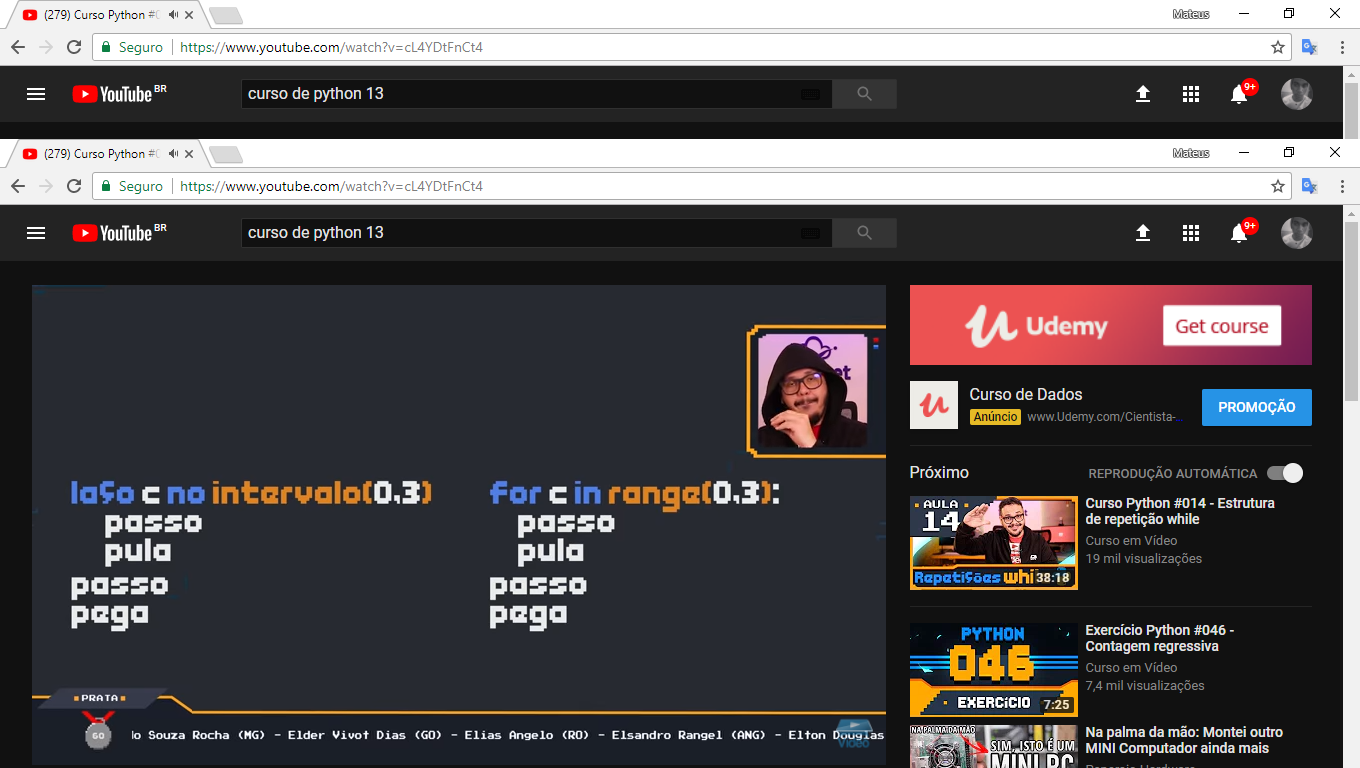 (279) Curso Python #0
Mateus
Seguro
https://www.youtube.com/watch?v=cL4YDtFnCt4
YouTube BR
curso de python 13
9+
(279) Curso Python #0
Mateus
Seguro
https://www.youtube.com/watch?v=cL4YDtFnCt4
YouTube BR
curso de python 13
9+
laço c no intervalo(0,3)
passo
pula
passo
pega
for c in range(0,3):
passo
pula
passo
pega
PRATA
GO
lo Souza Rocha (MG) - Elder Vivot Dias (GO) - Elias Angelo (RO) - Elsandro Rangel (ANG) - Elton Douglas
Vídeo
Udemy
Get course
Curso de Dados
Anúncio
www.Udemy.com/Cientista-...
PROMOÇÃO
Próximo
REPRODUÇÃO AUTOMÁTICA
AULA
14
Repetições whi
38:18
Curso Python #014 - Estrutura
de repetição while
Curso em Vídeo
19 mil visualizações
PYTHON
046
EXERCÍCIO
7:25
Exercício Python #046 -
Contagem regressiva
Curso em Vídeo
7,4 mil visualizações
NA PALMA DA MÃO
SIM, ISTO É UM
MINI PC
Na palma da mão: Montei outro
MINI Computador ainda mais